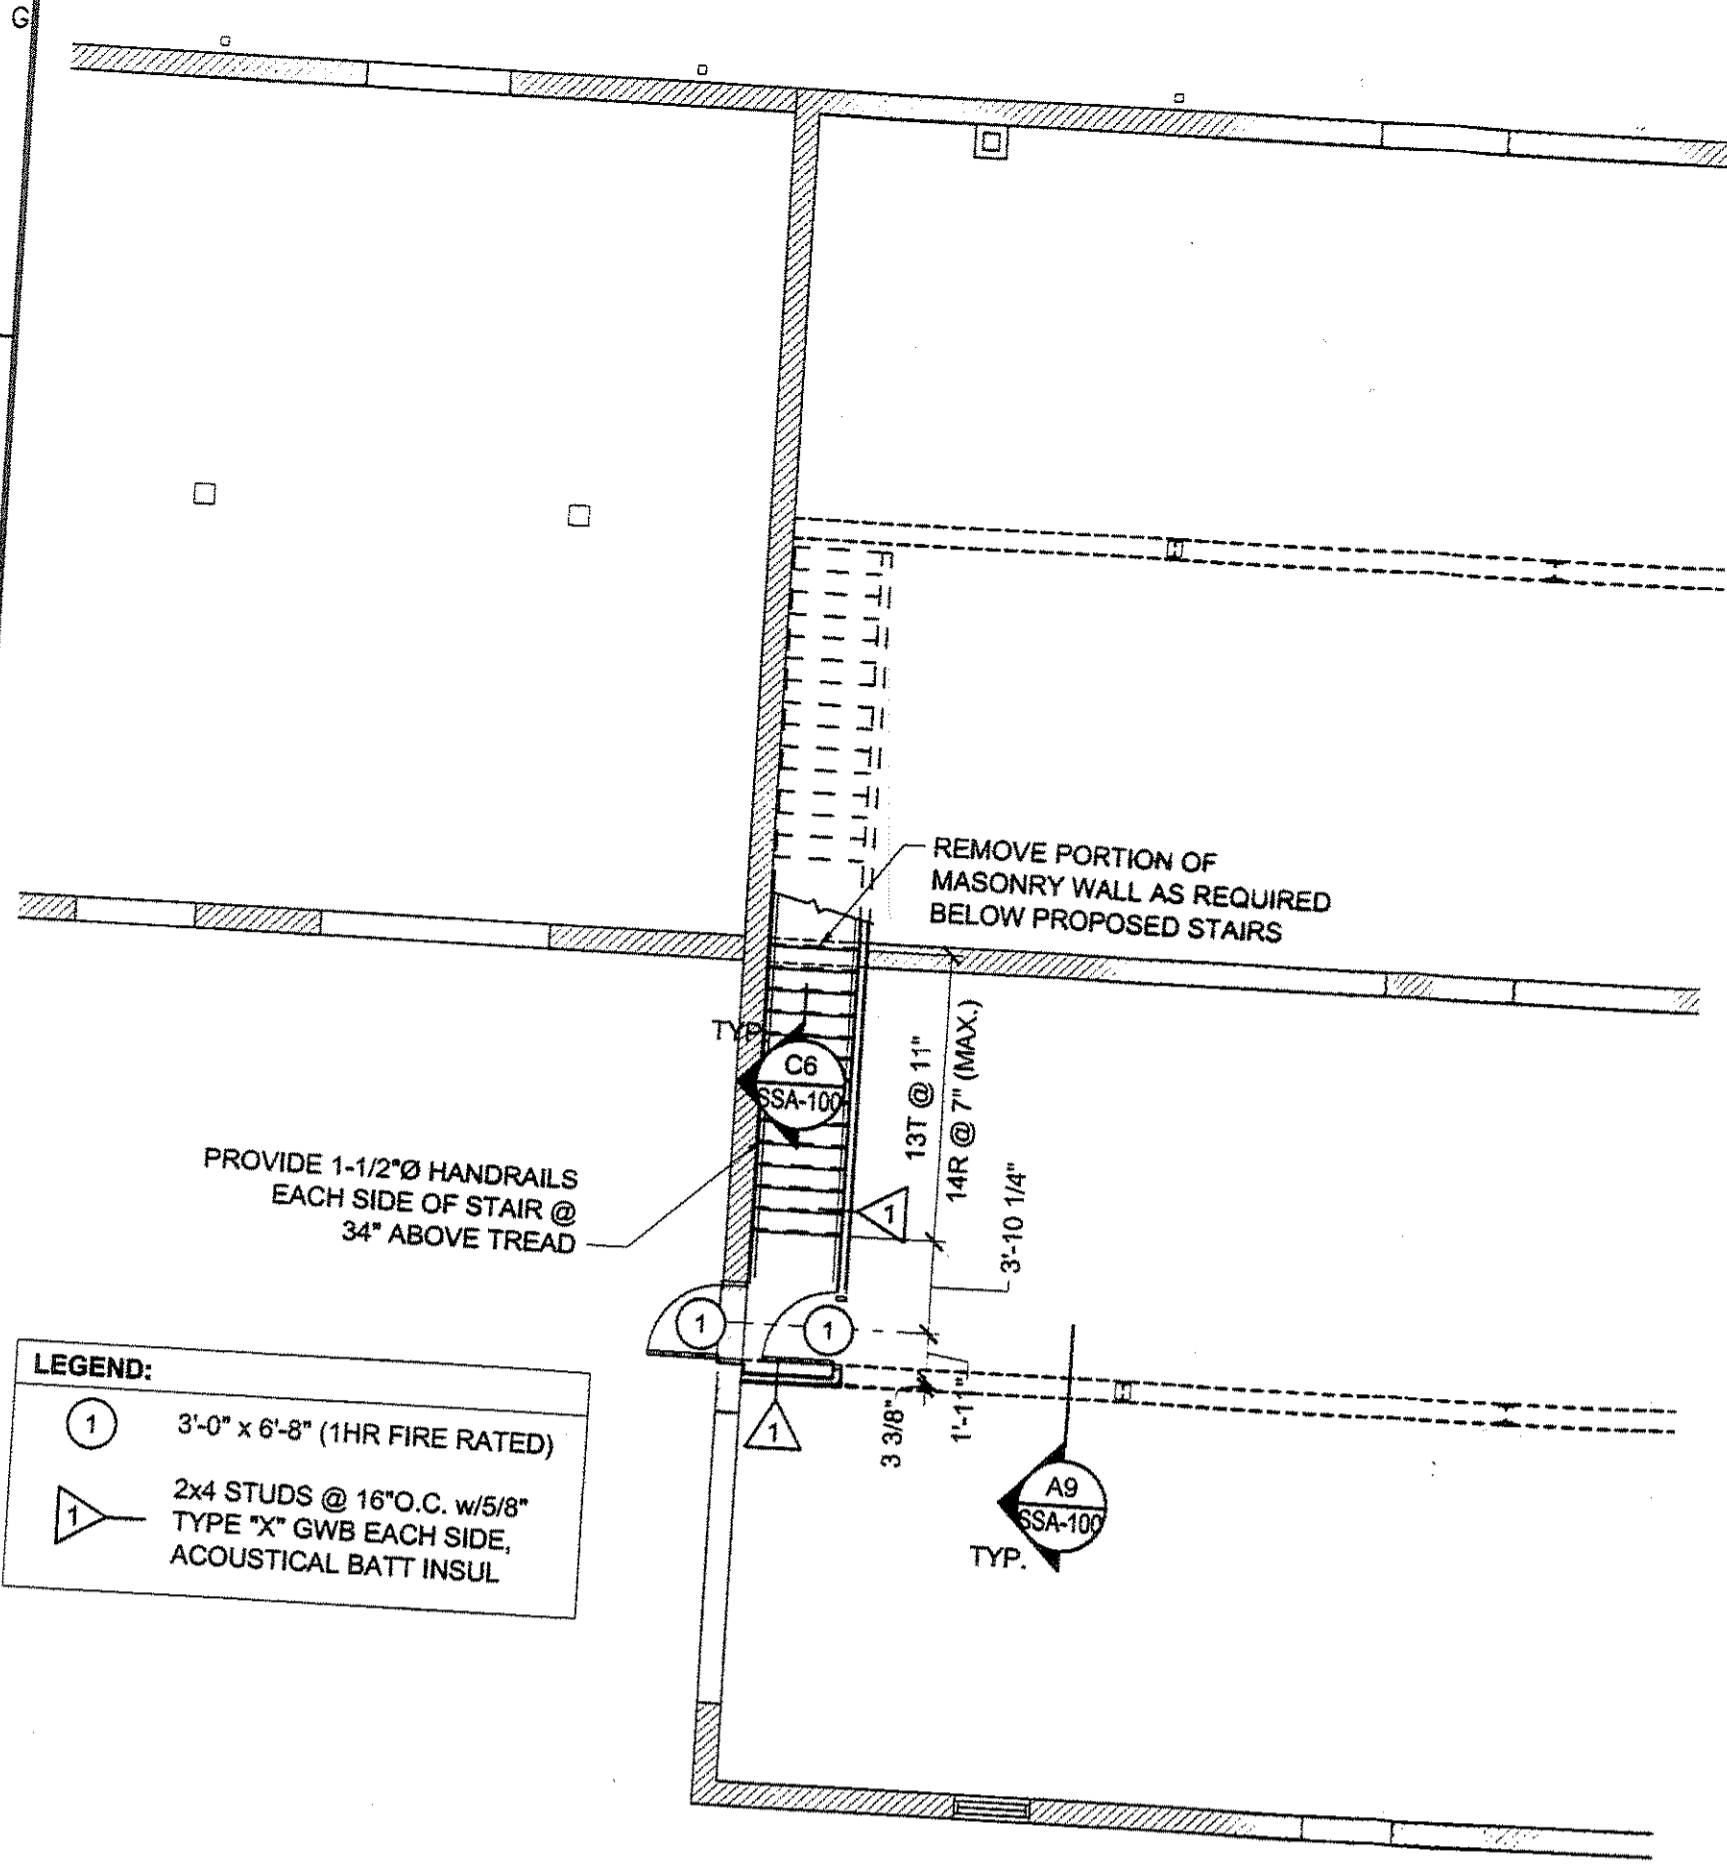 G
REMOVE PORTION OF
MASONRY WALL AS REQUIRED
BELOW PROPOSED STAIRS
TYP.
C6
SSA-100
13T @ 11"
14R @ 7" (MAX.)
PROVIDE 1-1/2"Ø HANDRAILS
EACH SIDE OF STAIR @
34" ABOVE TREAD
1
3'-10 1/4"
1
1
LEGEND:
1
3'-0" x 6'-8" (1HR FIRE RATED)
1
2x4 STUDS @ 16"O.C. w/5/8"
TYPE "X" GWB EACH SIDE,
ACOUSTICAL BATT INSUL
1
3 3/8"
1'-11"
A9
SSA-100
TYP.